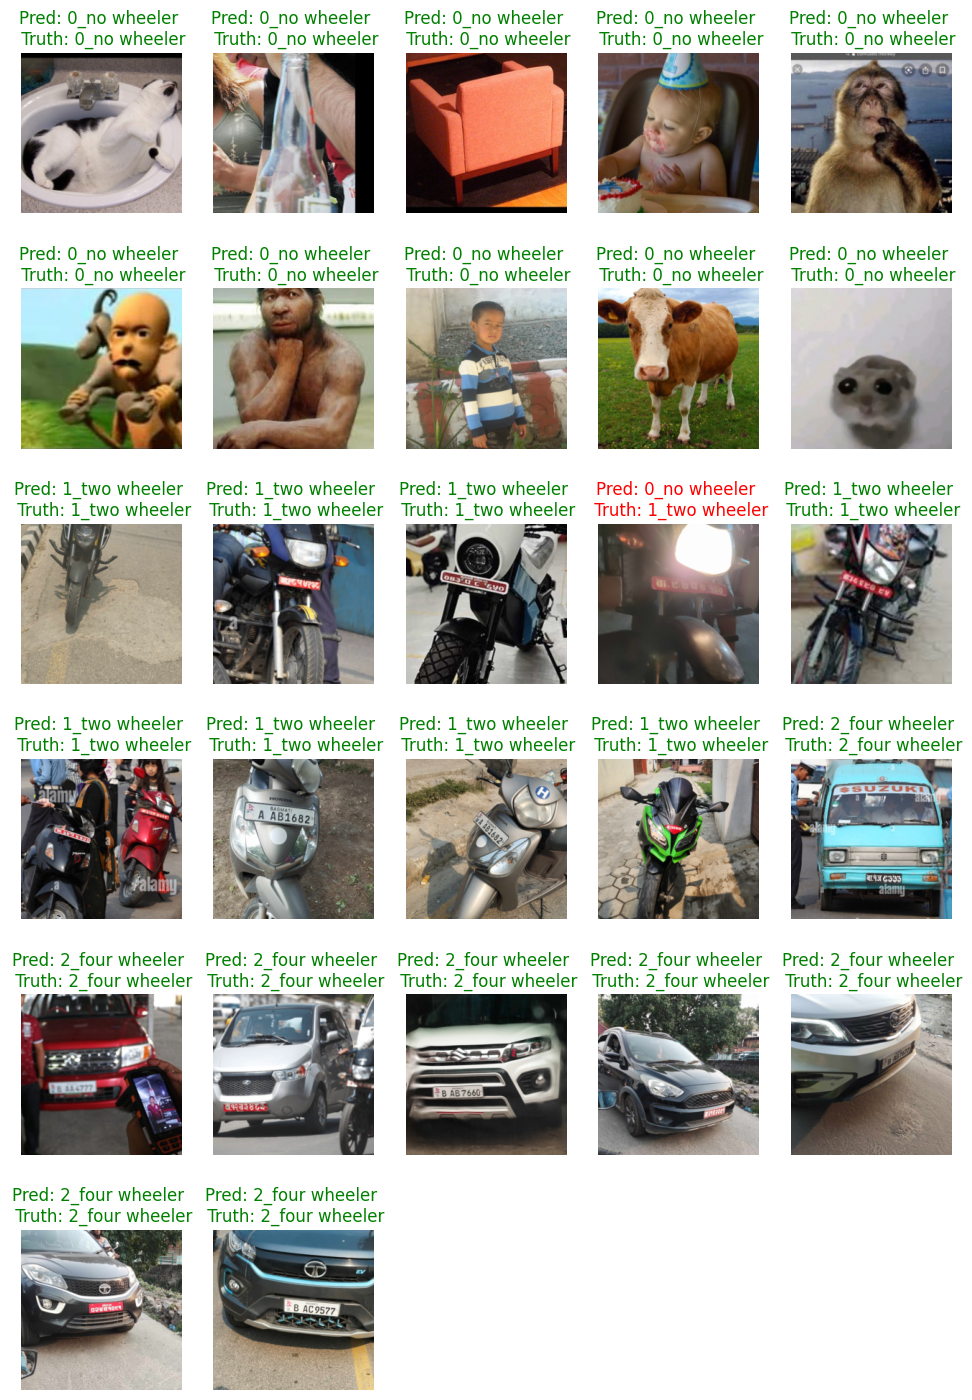 Pred: 0_no wheeler
Truth: 0_no wheeler
Pred: 0_no wheeler
Truth: 0_no wheeler
Pred: 0_no wheeler
Truth: 0_no wheeler
Pred: 0_no wheeler
Truth: 0_no wheeler
Pred: 0_no wheeler
Truth: 0_no wheeler
Pred: 0_no wheeler
Truth: 0_no wheeler
Pred: 0_no wheeler
Truth: 0_no wheeler
Pred: 0_no wheeler
Truth: 0_no wheeler
Pred: 0_no wheeler
Truth: 0_no wheeler
Pred: 0_no wheeler
Truth: 0_no wheeler
Pred: 1_two wheeler
Truth: 1_two wheeler
Pred: 1_two wheeler
Truth: 1_two wheeler
a
Pred: 1_two wheeler
Truth: 1_two wheeler
Pred: 0_no wheeler
Truth: 1_two wheeler
Pred: 1_two wheeler
Truth: 1_two wheeler
Pred: 1_two wheeler
Truth: 1_two wheeler
alamy
a
alamy
Pred: 1_two wheeler
Truth: 1_two wheeler
BAGMATI
A AB1682
Pred: 1_two wheeler
Truth: 1_two wheeler
H
AB1682
Pred: 1_two wheeler
Truth: 1_two wheeler
Pred: 2_four wheeler
Truth: 2_four wheeler
SUZUKI
alamy
alamy
Pred: 2_four wheeler
Truth: 2_four wheeler
B AA4777
Pred: 2_four wheeler
Truth: 2_four wheeler
Pred: 2_four wheeler
Truth: 2_four wheeler
B AB7660
Pred: 2_four wheeler
Truth: 2_four wheeler
Pred: 2_four wheeler
Truth: 2_four wheeler
Pred: 2_four wheeler
Truth: 2_four wheeler
Pred: 2_four wheeler
Truth: 2_four wheeler
EV
B AC9577